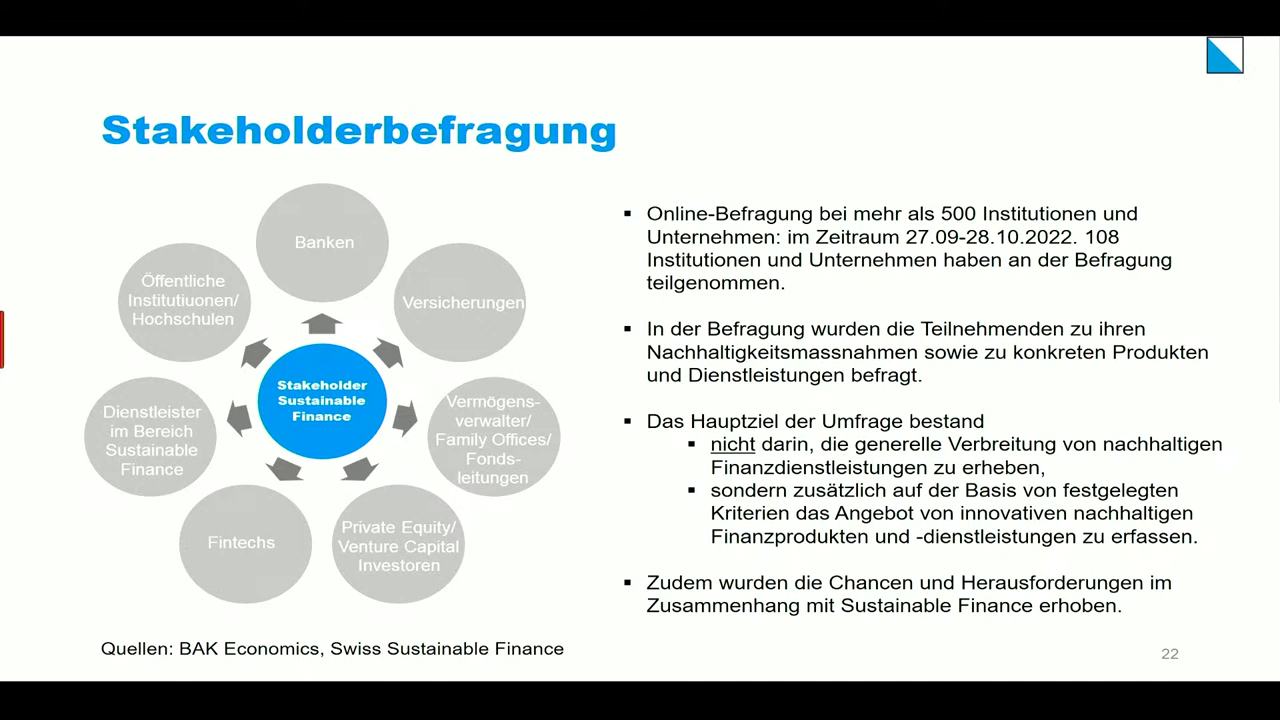 Stakeholderbefragung
Banken
Versicherungen
Vermögens-
verwalter/
Family Offices/
Fonds-
leitungen
Private Equity/
Venture Capital
Investoren
Fintechs
Dienstleister
im Bereich
Sustainable
Finance
Öffentliche
Institutiuonen/
Hochschulen
Stakeholder
Sustainable
Finance
▪ Online-Befragung bei mehr als 500 Institutionen und
Unternehmen: im Zeitraum 27.09-28.10.2022. 108
Institutionen und Unternehmen haben an der Befragung
teilgenommen.
▪ In der Befragung wurden die Teilnehmenden zu ihren
Nachhaltigkeitsmassnahmen sowie zu konkreten Produkten
und Dienstleistungen befragt.
▪ Das Hauptziel der Umfrage bestand
▪ nicht darin, die generelle Verbreitung von nachhaltigen
Finanzdienstleistungen zu erheben,
▪ sondern zusätzlich auf der Basis von festgelegten
Kriterien das Angebot von innovativen nachhaltigen
Finanzprodukten und -dienstleistungen zu erfassen.
▪ Zudem wurden die Chancen und Herausforderungen im
Zusammenhang mit Sustainable Finance erhoben.
Quellen: BAK Economics, Swiss Sustainable Finance
22